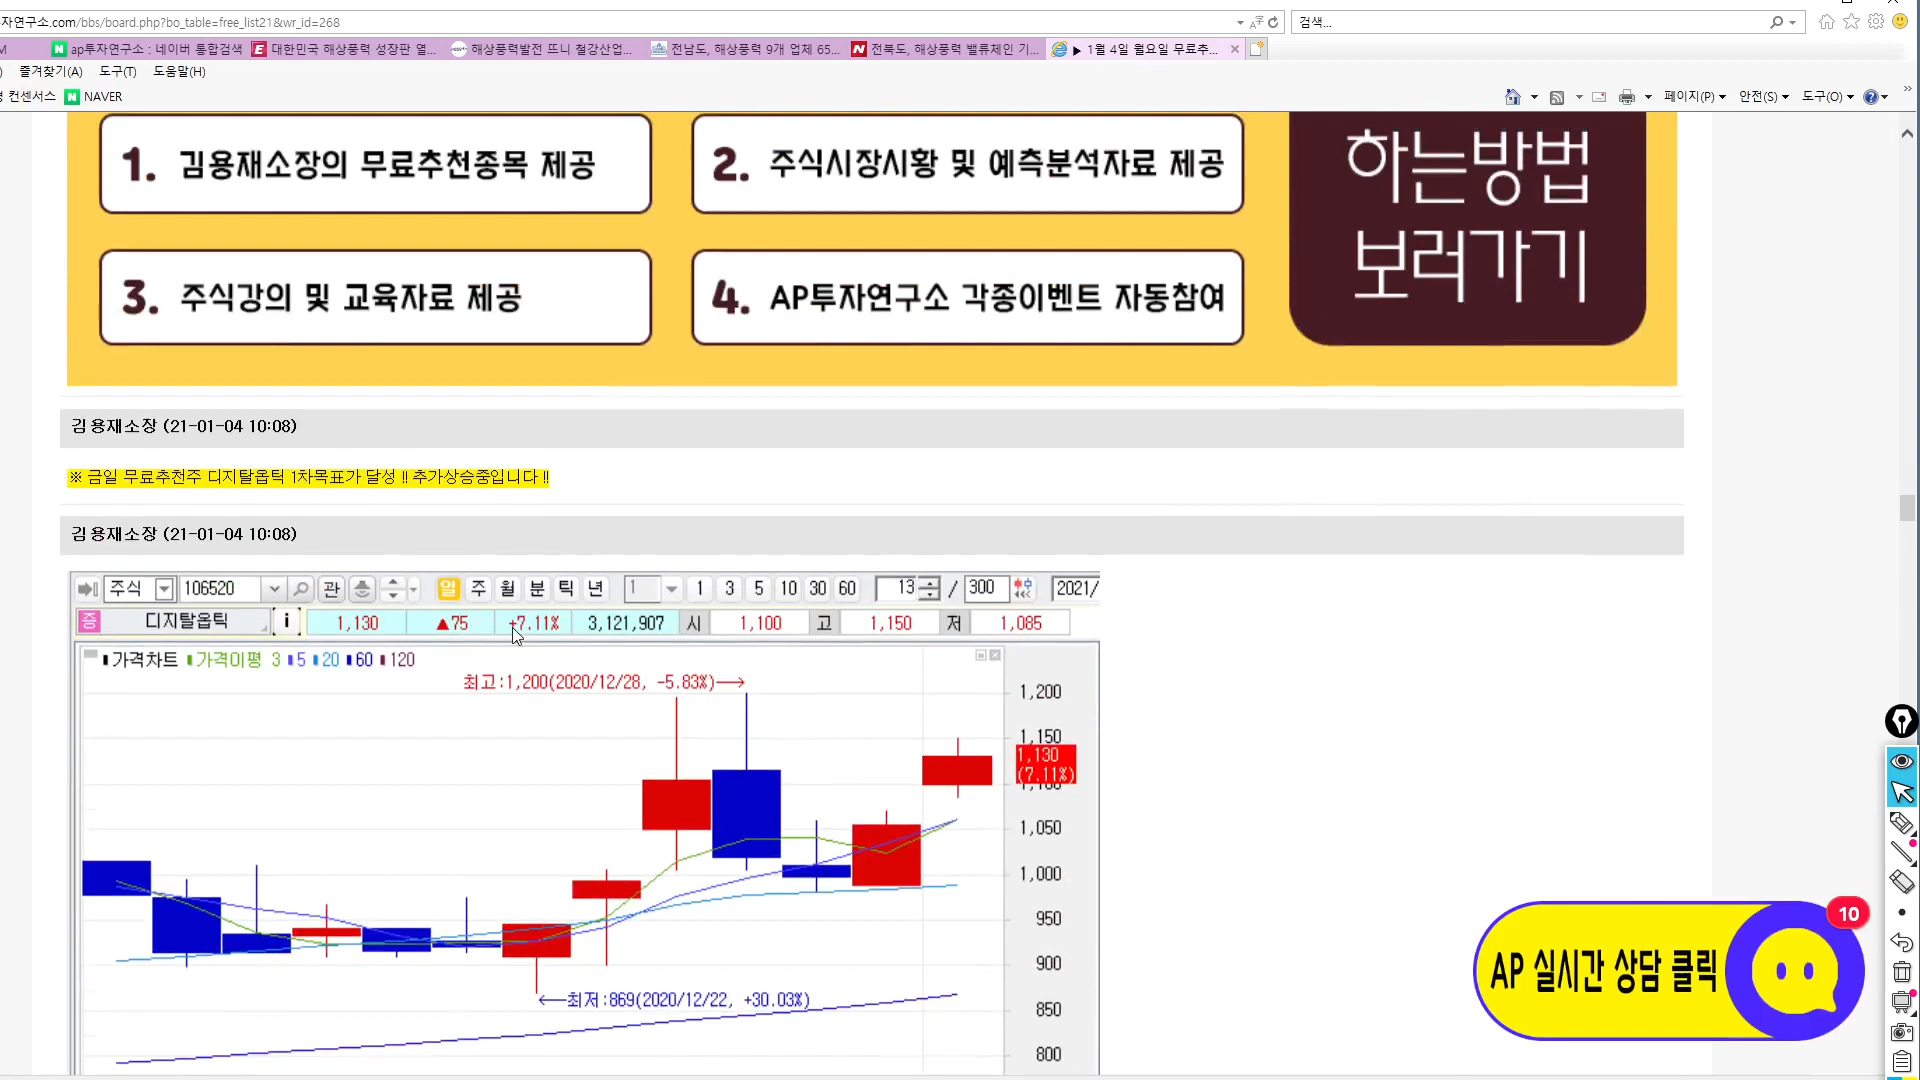 자연구소.com/bbs/board.php?bo_table=free_list21&wr_id=268
검색...
ap투자연구소 : 네이버 통합검색
대한민국 해상풍력 성장판 열...
해상풍력발전 뜨니 철강산업...
전남도, 해상풍력 9개 업체 65...
전북도, 해상풍력 밸류체인 기...
▶ 1월 4일 월요일 무료추...
즐겨찾기(A) 도구(T) 도움말(H)
컨센서스 NAVER
페이지(P) 안전(S) 도구(O)
1. 김용재소장의 무료추천종목 제공
2. 주식시장시황 및 예측분석자료 제공
3. 주식강의 및 교육자료 제공
4. AP투자연구소 각종이벤트 자동참여
하는방법
보러가기
김용재소장 (21-01-04 10:08)
※ 금일 무료추천주 디지탈옵틱 1차목표가 달성 !! 추가상승중입니다 !!
김용재소장 (21-01-04 10:08)
주식 106520 관 일 주 월 분 틱 년 1 1 3 5 10 30 60 13 / 300 2021/
증 디지탈옵틱 i 1,130 ▲75 +7.11% 3,121,907 시 1,100 고 1,150 저 1,085
가격차트 가격이평 3 5 20 60 120
최고:1,200(2020/12/28, -5.83%)→
1,200
1,150
1,130
(7.11%)
1,100
1,050
1,000
950
900
←최저:869(2020/12/22, +30.03%)
850
800
AP 실시간 상담 클릭
10